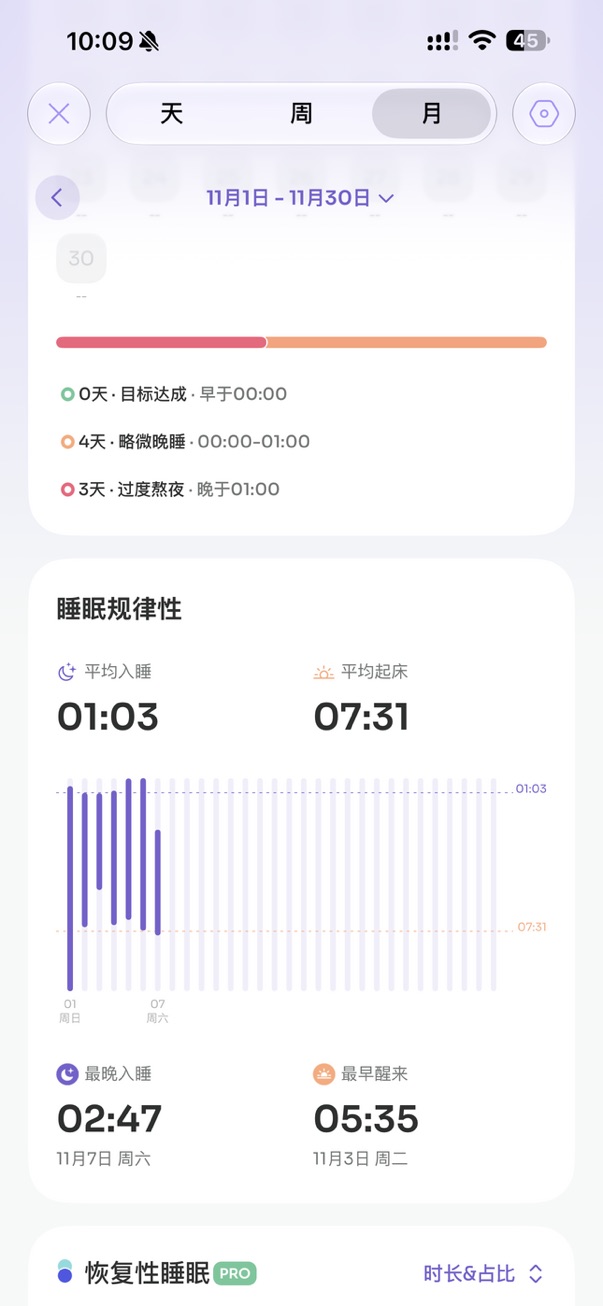 10:09
45
天 周 月
11月1日 - 11月30日
-- -- -- -- -- -- --
30
--
0天 · 目标达成 · 早于00:00
4天 · 略微晚睡 · 00:00-01:00
3天 · 过度熬夜 · 晚于01:00
睡眠规律性
平均入睡 平均起床
01:03 07:31
01:03
07:31
01 07
周日 周六
最晚入睡 最早醒来
02:47 05:35
11月7日 周六 11月3日 周二
恢复性睡眠 PRO 时长&占比